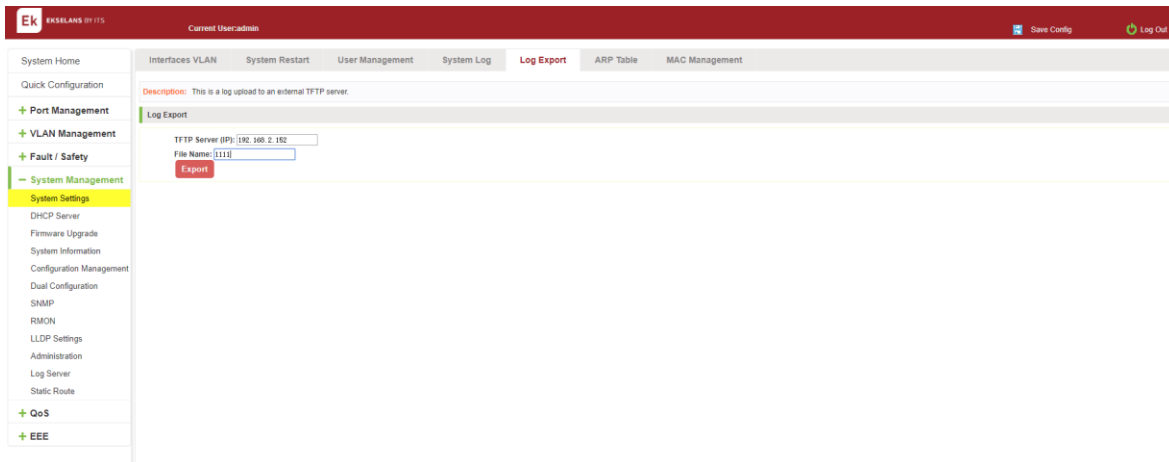 Ek EKSELANS BY ITS
Current User:admin
Save Config
Log Out
System Home
Quick Configuration
Port Management
VLAN Management
Fault / Safety
System Management
System Settings
DHCP Server
Firmware Upgrade
System Information
Configuration Management
Dual Configuration
SNMP
RMON
LLDP Settings
Administration
Log Server
Static Route
QoS
EEE
Interfaces VLAN System Restart User Management System Log Log Export ARP Table MAC Management
Description: This is a log upload to an external TFTP server.
Log Export
TFTP Server (IP): 192.168.2.152
File Name: 1111
Export